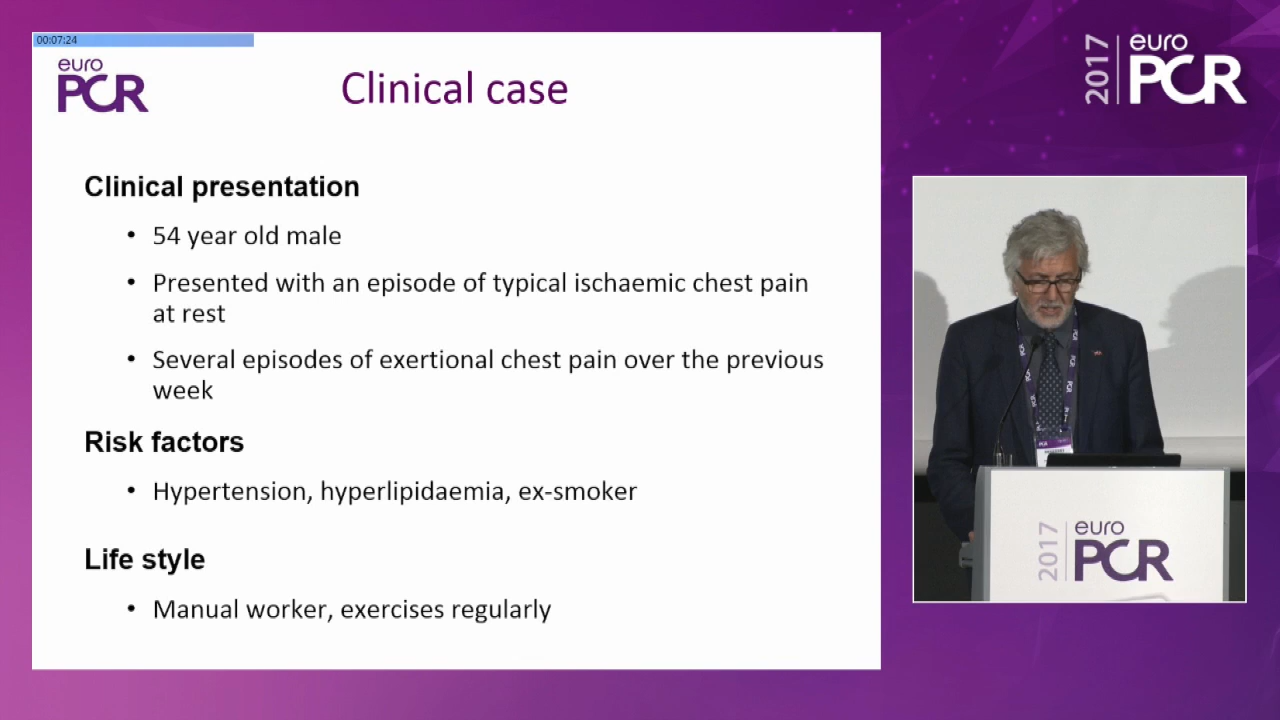 00:07:24
euro
PCR
Clinical case
Clinical presentation
• 54 year old male
• Presented with an episode of typical ischaemic chest pain
at rest
• Several episodes of exertional chest pain over the previous
week
Risk factors
• Hypertension, hyperlipidaemia, ex-smoker
Life style
• Manual worker, exercises regularly
2017
euro
PCR
PCR
PCR
2017
euro
PCR